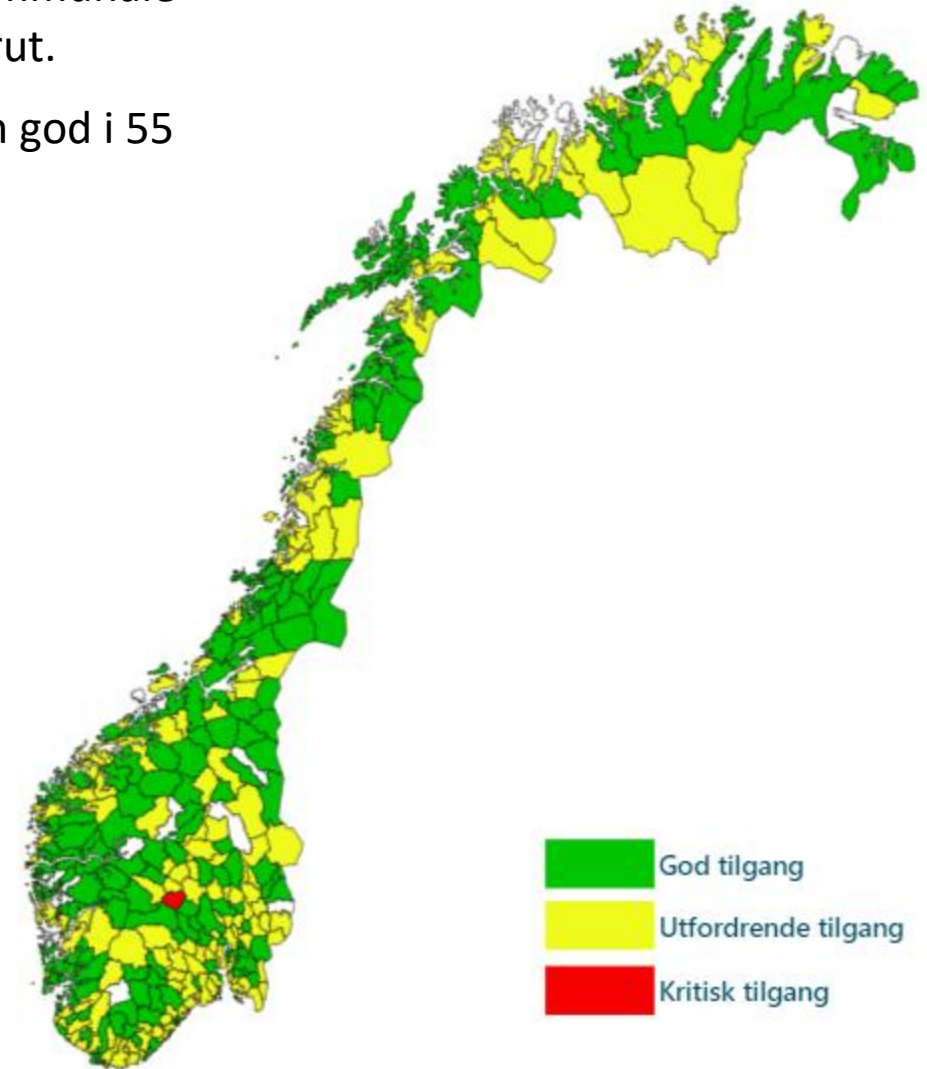 rut.
n god i 55
God tilgang
Utfordrende tilgang
Kritisk tilgang